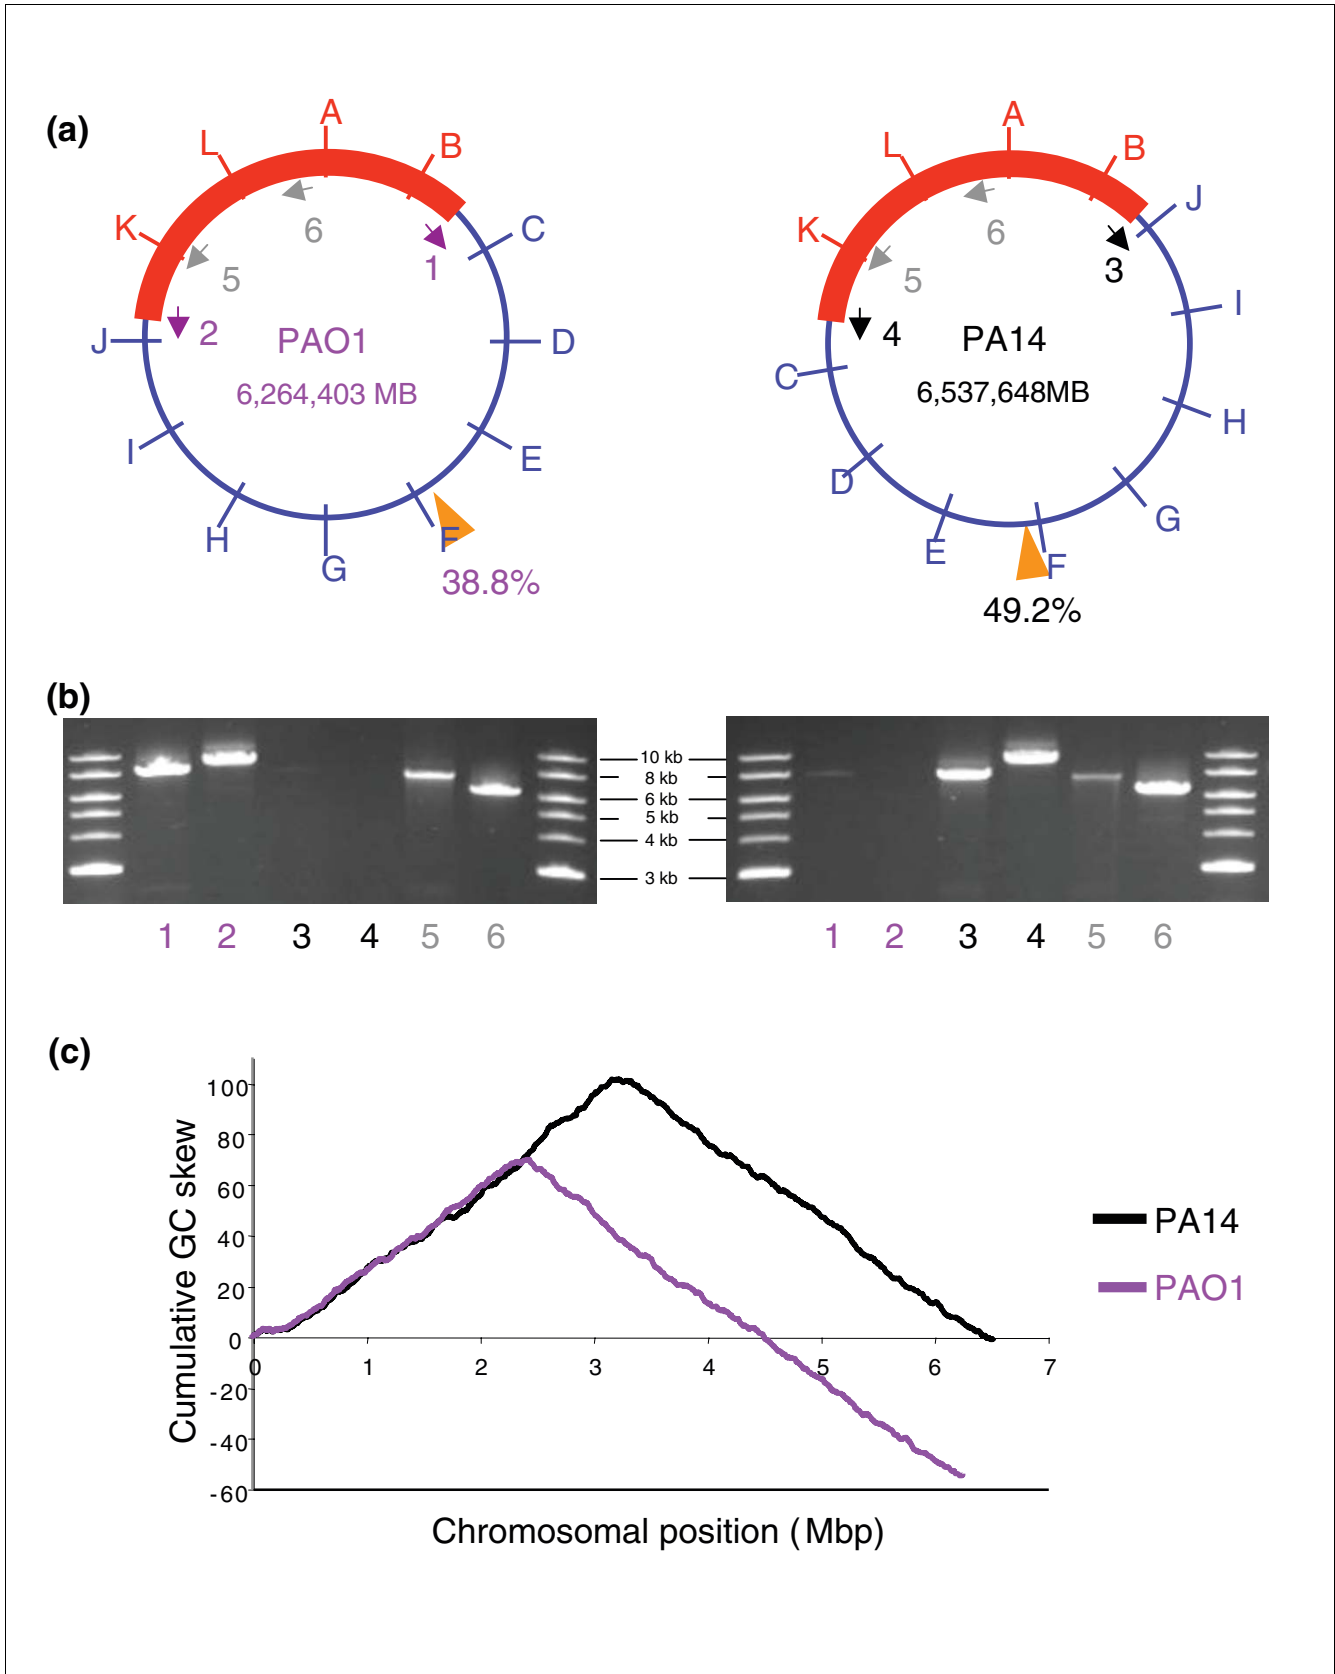 (a)
A
B
C
D
E
F
G
H
I
J
K
L
1
2
5
6
PAO1
6,264,403 MB
38.8%
A
B
J
I
H
G
F
E
D
C
K
L
3
4
5
6
PA14
6,537,648MB
49.2%
(b)
10 kb
8 kb
6 kb
5 kb
4 kb
3 kb
1 2 3 4 5 6
1 2 3 4 5 6
(c)
Cumulative GC skew
100
80
60
40
20
0
-20
-40
-60
0 1 2 3 4 5 6 7
Chromosomal position (Mbp)
PA14
PAO1